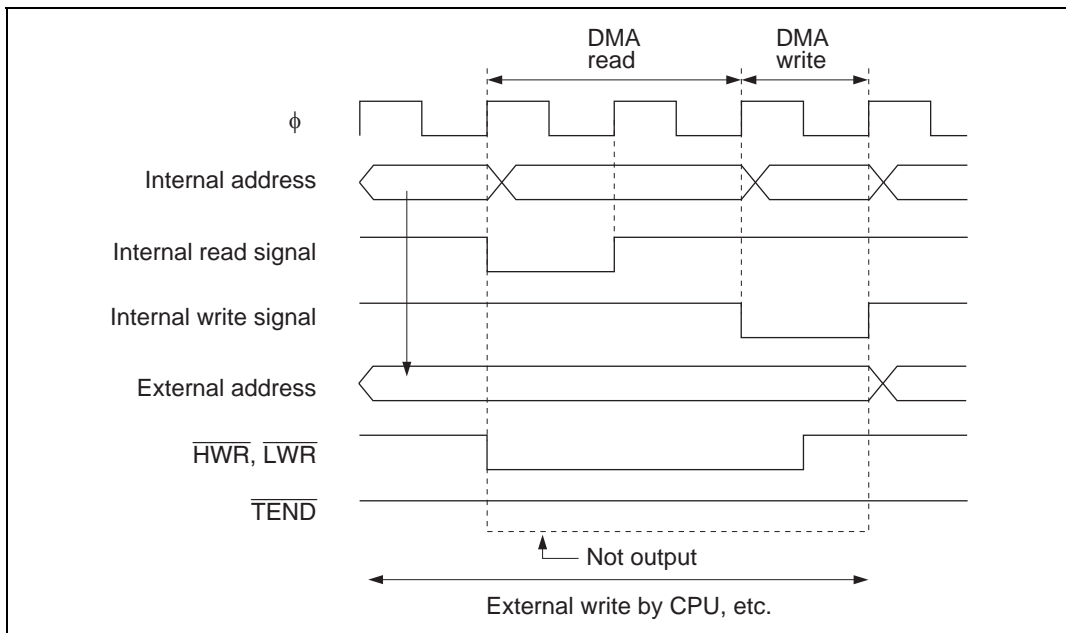 DMA
read
DMA
write
φ
Internal address
Internal read signal
Internal write signal
External address
HWR, LWR
TEND
Not output
External write by CPU, etc.